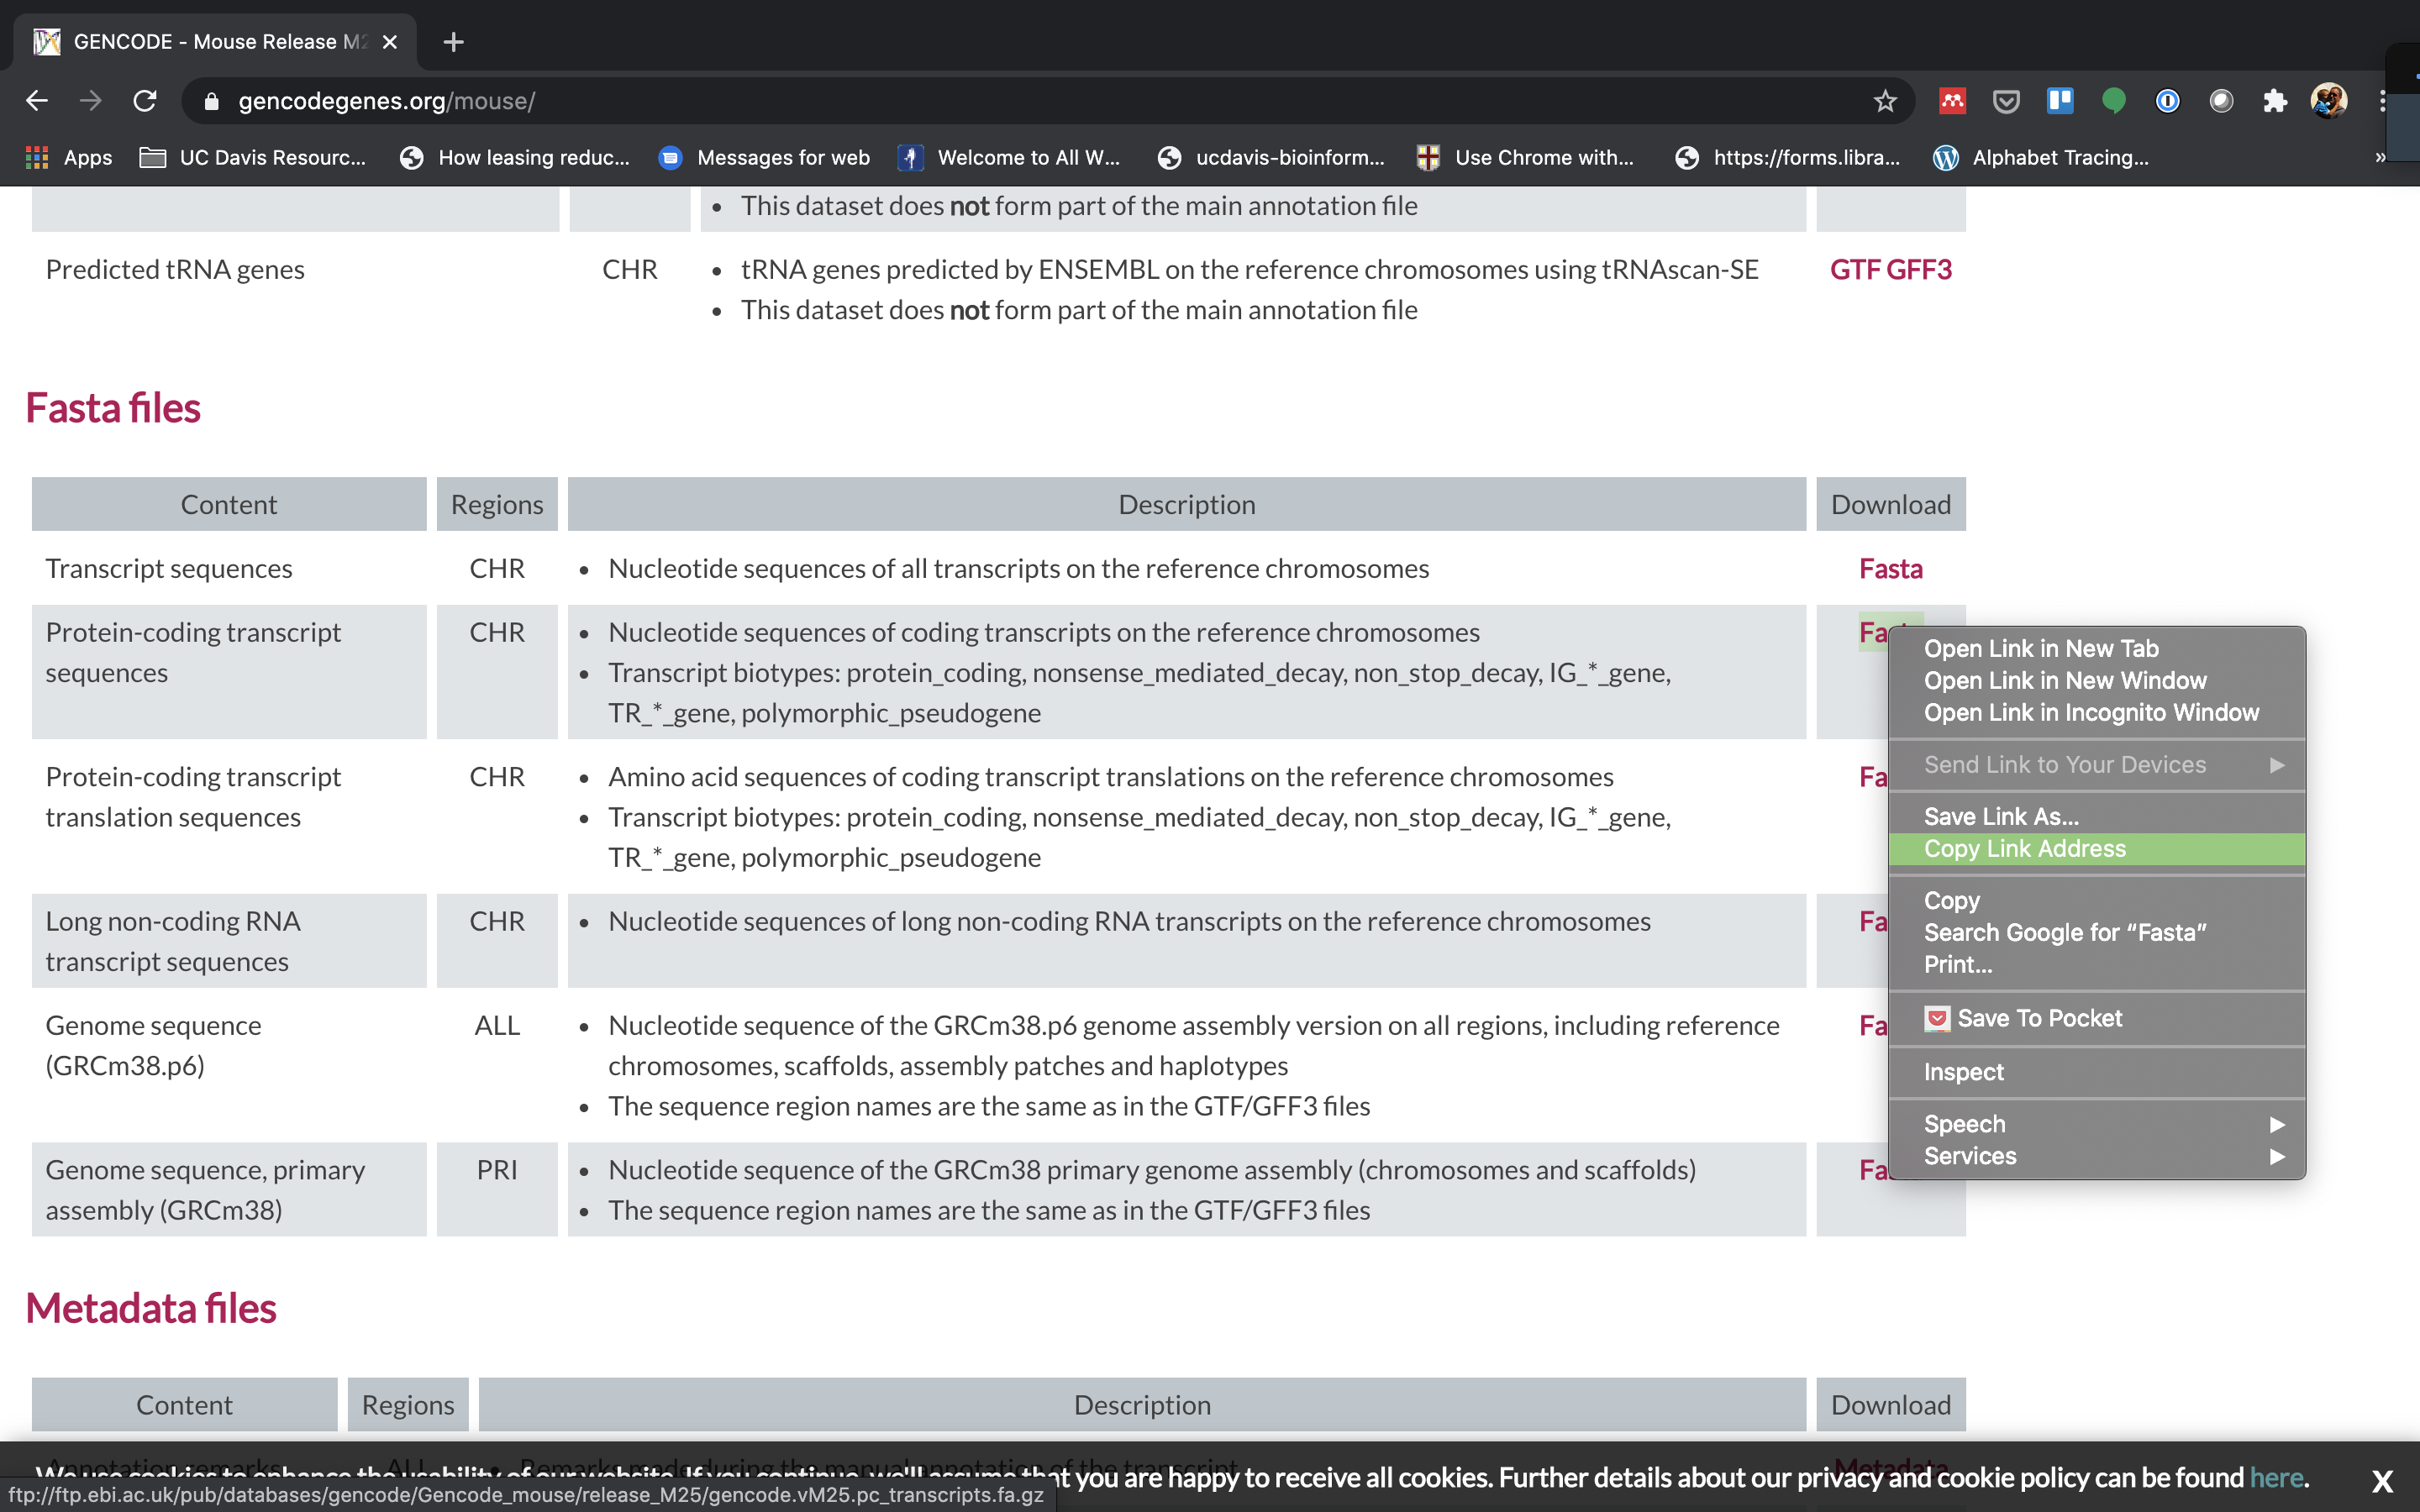 GENCODE - Mouse Release M2
gencodegenes.org/mouse/
Apps
UC Davis Resourc...
How leasing reduc...
Messages for web
Welcome to All W...
ucdavis-bioinform...
Use Chrome with...
https://forms.libra...
Alphabet Tracing...
»
• This dataset does not form part of the main annotation file
Predicted tRNA genes
CHR
• tRNA genes predicted by ENSEMBL on the reference chromosomes using tRNAscan-SE
• This dataset does not form part of the main annotation file
GTF GFF3
Fasta files
Content Regions Description Download
Transcript sequences
CHR
• Nucleotide sequences of all transcripts on the reference chromosomes
Fasta
Protein-coding transcript
sequences
CHR
• Nucleotide sequences of coding transcripts on the reference chromosomes
• Transcript biotypes: protein_coding, nonsense_mediated_decay, non_stop_decay, IG_*_gene,
TR_*_gene, polymorphic_pseudogene
Protein-coding transcript
translation sequences
CHR
• Amino acid sequences of coding transcript translations on the reference chromosomes
• Transcript biotypes: protein_coding, nonsense_mediated_decay, non_stop_decay, IG_*_gene,
TR_*_gene, polymorphic_pseudogene
Long non-coding RNA
transcript sequences
CHR
• Nucleotide sequences of long non-coding RNA transcripts on the reference chromosomes
Genome sequence
(GRCm38.p6)
ALL
• Nucleotide sequence of the GRCm38.p6 genome assembly version on all regions, including reference
chromosomes, scaffolds, assembly patches and haplotypes
• The sequence region names are the same as in the GTF/GFF3 files
Genome sequence, primary
assembly (GRCm38)
PRI
• Nucleotide sequence of the GRCm38 primary genome assembly (chromosomes and scaffolds)
• The sequence region names are the same as in the GTF/GFF3 files
Open Link in New Tab
Open Link in New Window
Open Link in Incognito Window
Send Link to Your Devices
Save Link As...
Copy Link Address
Copy
Search Google for “Fasta”
Print...
Save To Pocket
Inspect
Speech
Services
Metadata files
Content Regions Description Download
Annotation remarks
ALL
• Remarks made during the manual annotation of the transcript
Metadata
We use cookies to enhance the usability of our website. If you continue, we'll assume that you are happy to receive all cookies. Further details about our privacy and cookie policy can be found here.
X
ftp://ftp.ebi.ac.uk/pub/databases/gencode/Gencode_mouse/release_M25/gencode.vM25.pc_transcripts.fa.gz